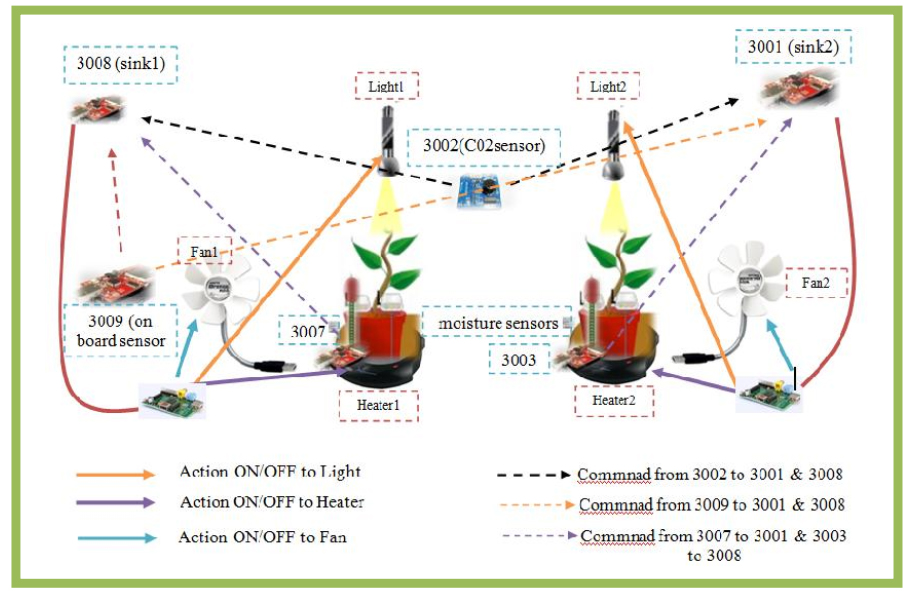 3008 (sink1)
3001 (sink2)
Light1
Light2
3002(C02sensor)
Fan1
Fan2
3009 (on
board sensor
3007
moisture sensors
3003
Heater1
Heater2
Action ON/OFF to Light
Action ON/OFF to Heater
Action ON/OFF to Fan
Commnad from 3002 to 3001 & 3008
Commnad from 3009 to 3001 & 3008
Commnad from 3007 to 3001 & 3003
to 3008